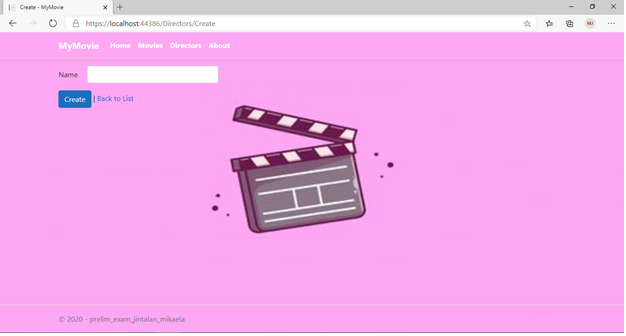 Create - MyMovie
https://localhost:44386/Directors/Create
MJ
MyMovie Home Movies Directors About
Name
Create | Back to List
© 2020 - prelim_exam_jintalan_mikaela